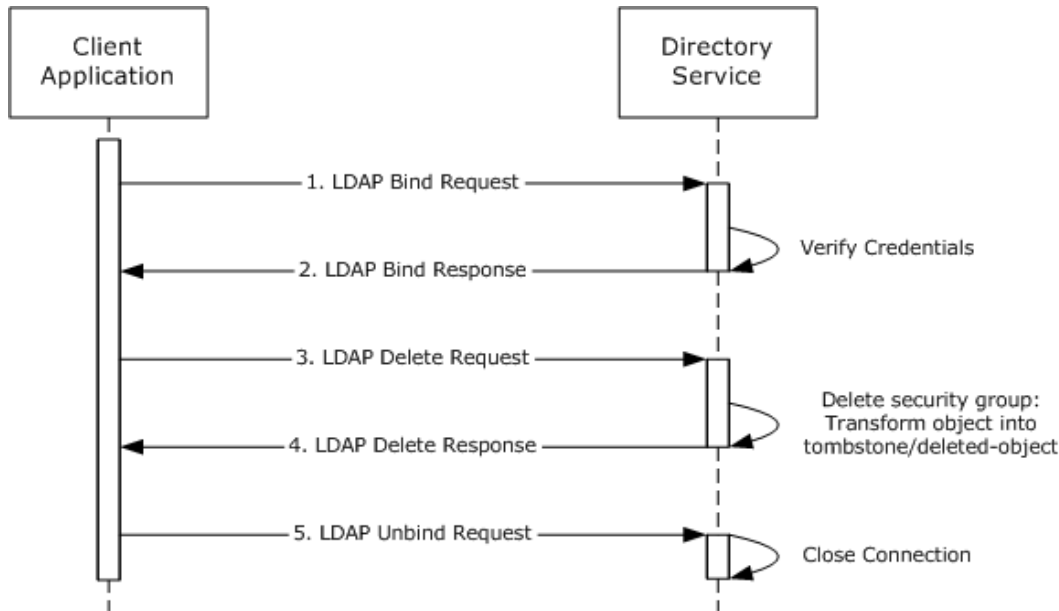 Client
Application
Directory
Service
1. LDAP Bind Request
Verify Credentials
2. LDAP Bind Response
3. LDAP Delete Request
Delete security group:
Transform object into
tombstone/deleted-object
4. LDAP Delete Response
5. LDAP Unbind Request
Close Connection